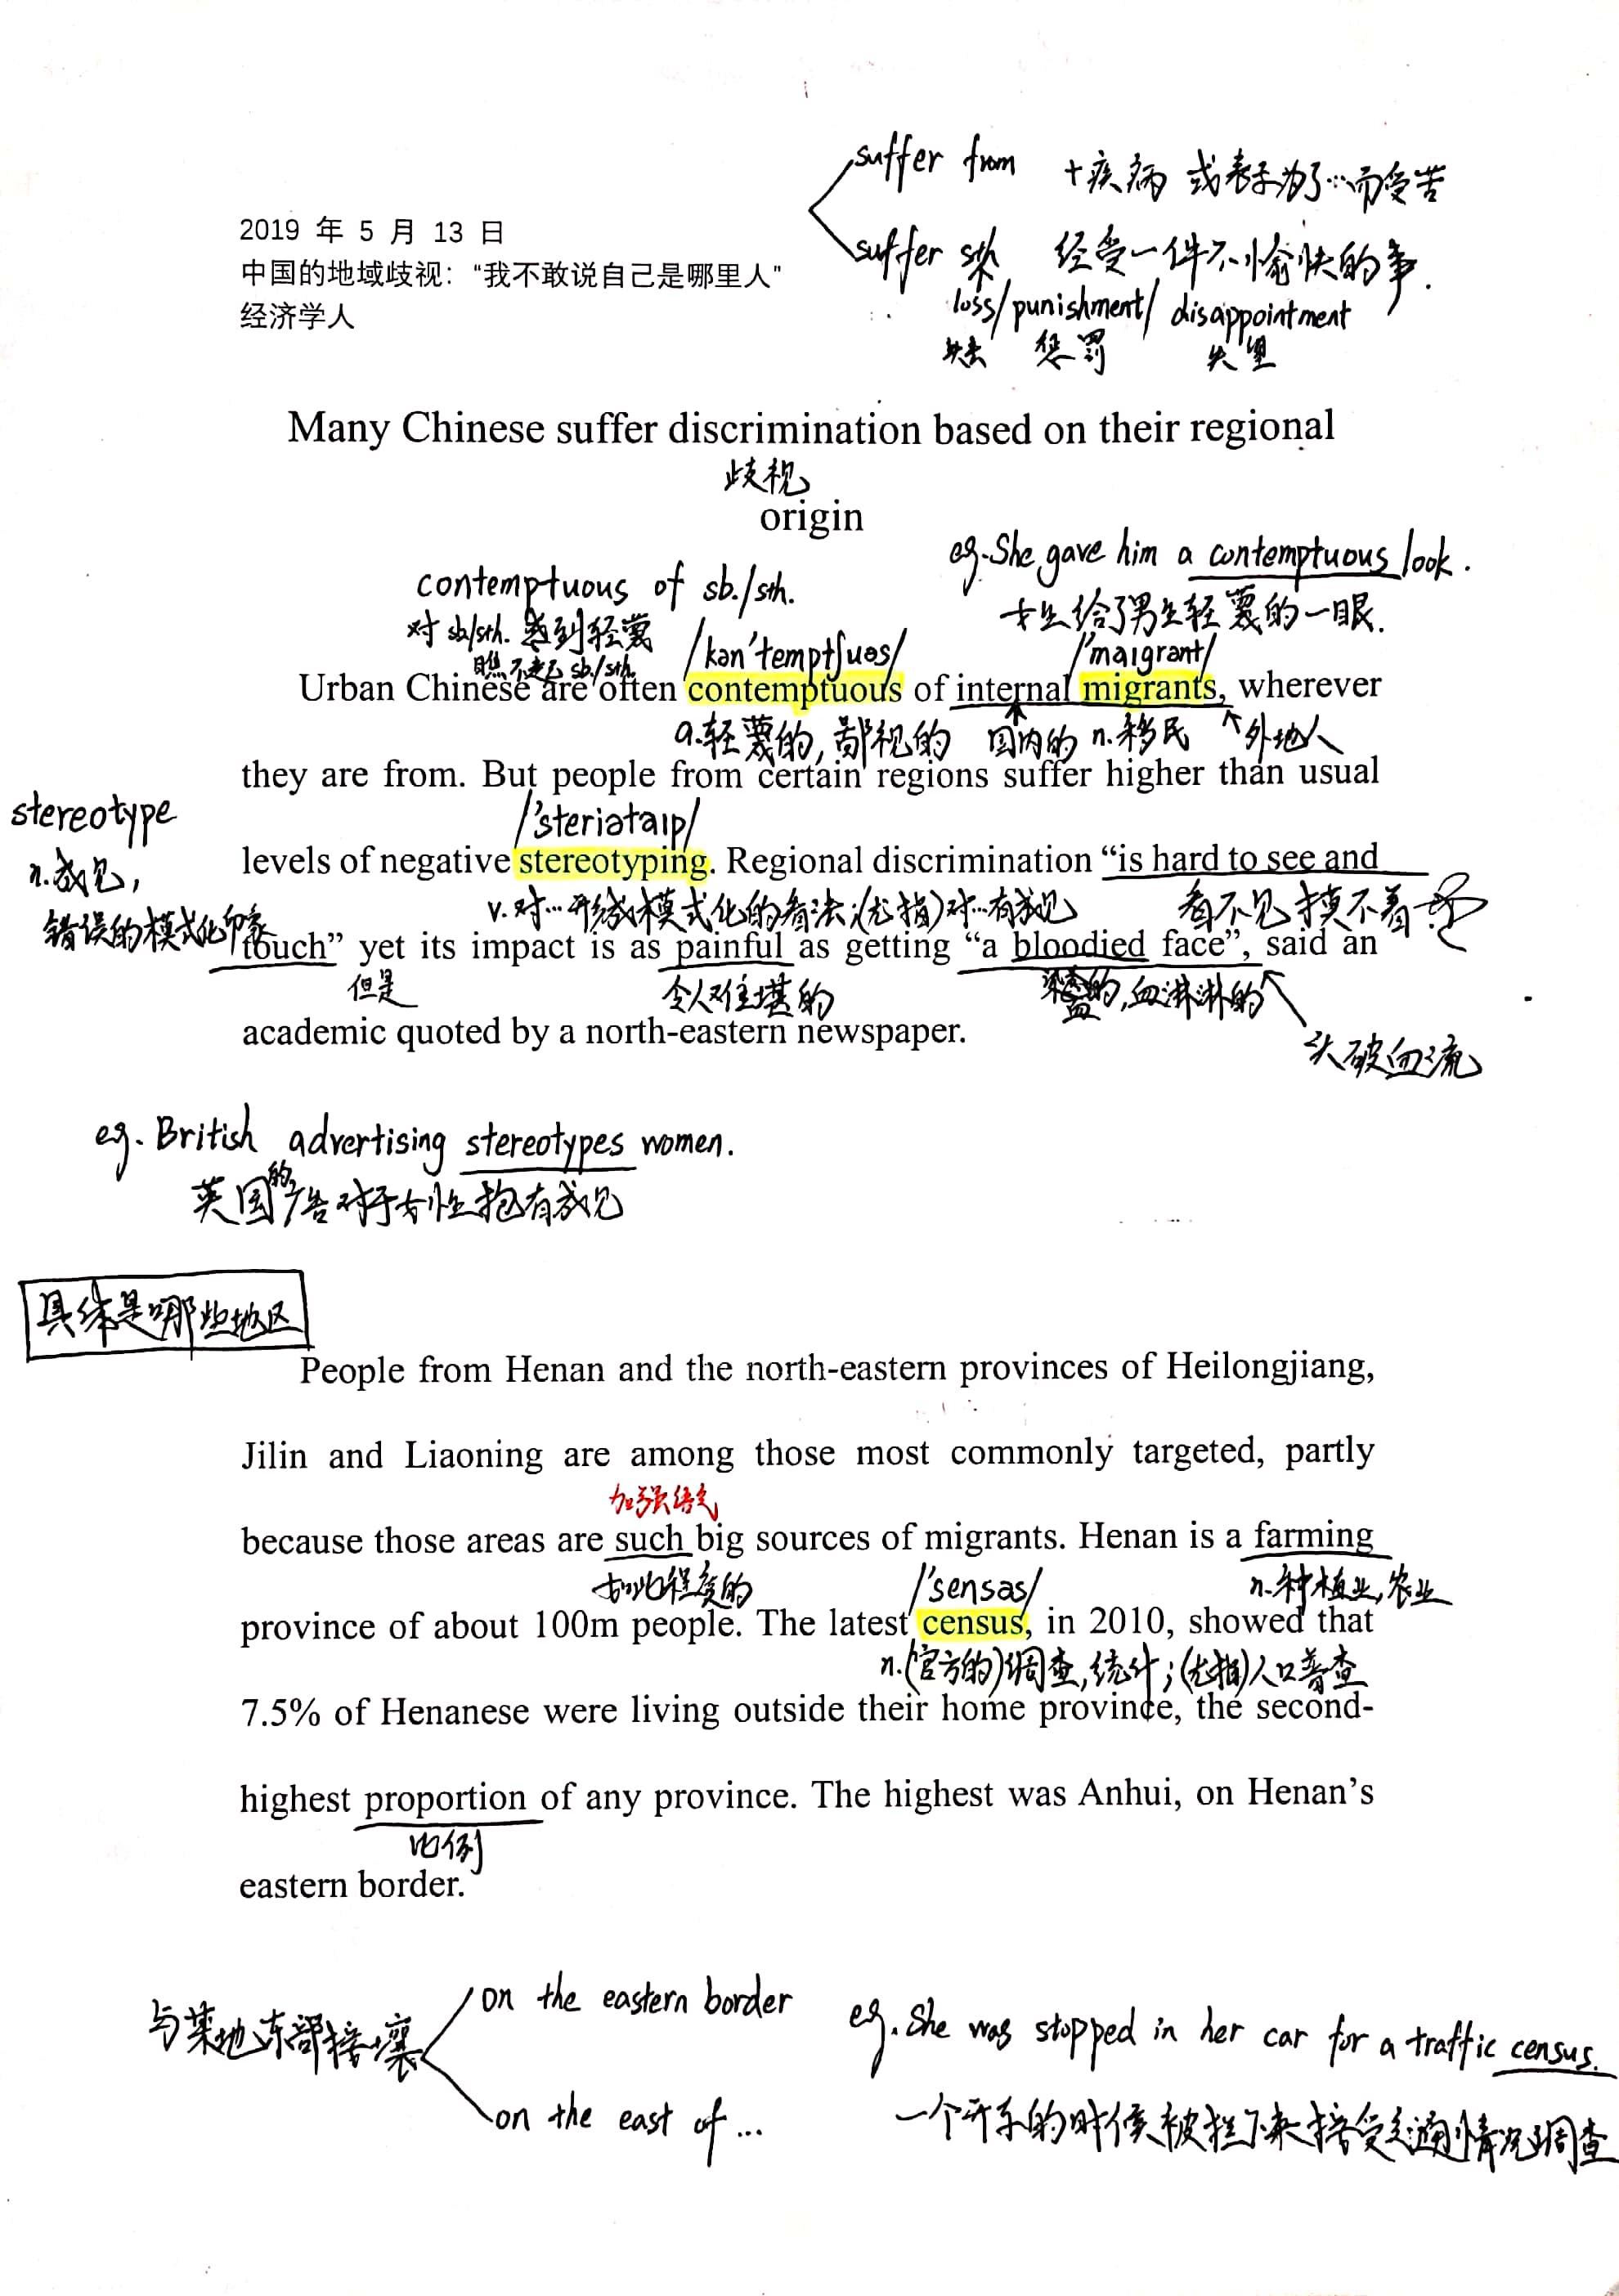 suffer from +疾病 或表示为了…而受苦
2019 年 5 月 13 日
suffer sth 经受一件不愉快的事.
中国的地域歧视：“我不敢说自己是哪里人”
loss/punishment/disappointment
经济学人
失去 惩罚 失望
Many Chinese suffer discrimination based on their regional
歧视
origin
eg. She gave him a contemptuous look.
contemptuous of sb./sth.
女生给了男生轻蔑的一眼.
对 sb/sth. 感到轻蔑
/kən'temptʃuəs/ /'maɪgrənt/
瞧不起 sb./sth.
Urban Chinese are often contemptuous of internal migrants, wherever
a.轻蔑的,鄙视的 国内的 n.移民 外地人
they are from. But people from certain regions suffer higher than usual
stereotype
/'steriətaɪp/
levels of negative stereotyping. Regional discrimination “is hard to see and
n.成见,
v.对…形成模式化的看法;(尤指)对…有成见 看不见摸不着
错误的模式化印象
touch” yet its impact is as painful as getting “a bloodied face”, said an
但是 令人难堪的 的,血淋淋的
academic quoted by a north-eastern newspaper.
头破血流
eg. British advertising stereotypes women.
英国的广告对于女性抱有成见
具体是哪些地区
People from Henan and the north-eastern provinces of Heilongjiang,
Jilin and Liaoning are among those most commonly targeted, partly
加强语气
because those areas are such big sources of migrants. Henan is a farming
如此程度的 /'sensəs/ n.种植业,农业
province of about 100m people. The latest census, in 2010, showed that
n.(官方的)调查,统计;(尤指)人口普查
7.5% of Henanese were living outside their home province, the second-
highest proportion of any province. The highest was Anhui, on Henan’s
比例
eastern border.
on the eastern border
与某地东部接壤
eg. She was stopped in her car for a traffic census.
on the east of ...
一个开车的时候被拦下来接受交通情况调查